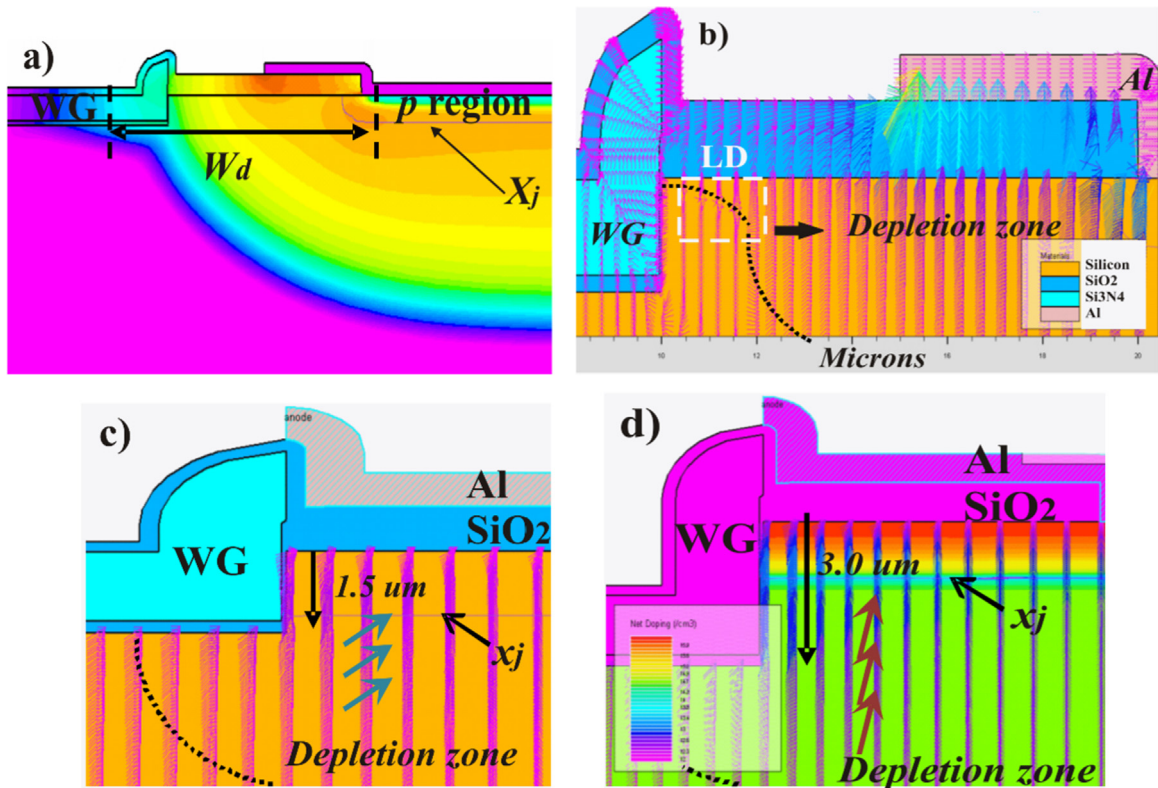 a)
WG
p region
Wd
Xj
b)
Al
LD
WG
Depletion zone
Materials
Silicon
SiO2
Si3N4
Al
10
12
14
16
18
20
Microns
c)
anode
Al
SiO2
WG
1.5 um
xj
Depletion zone
d)
anode
Al
SiO2
WG
3.0 um
xj
Net Doping (/cm3)
Depletion zone